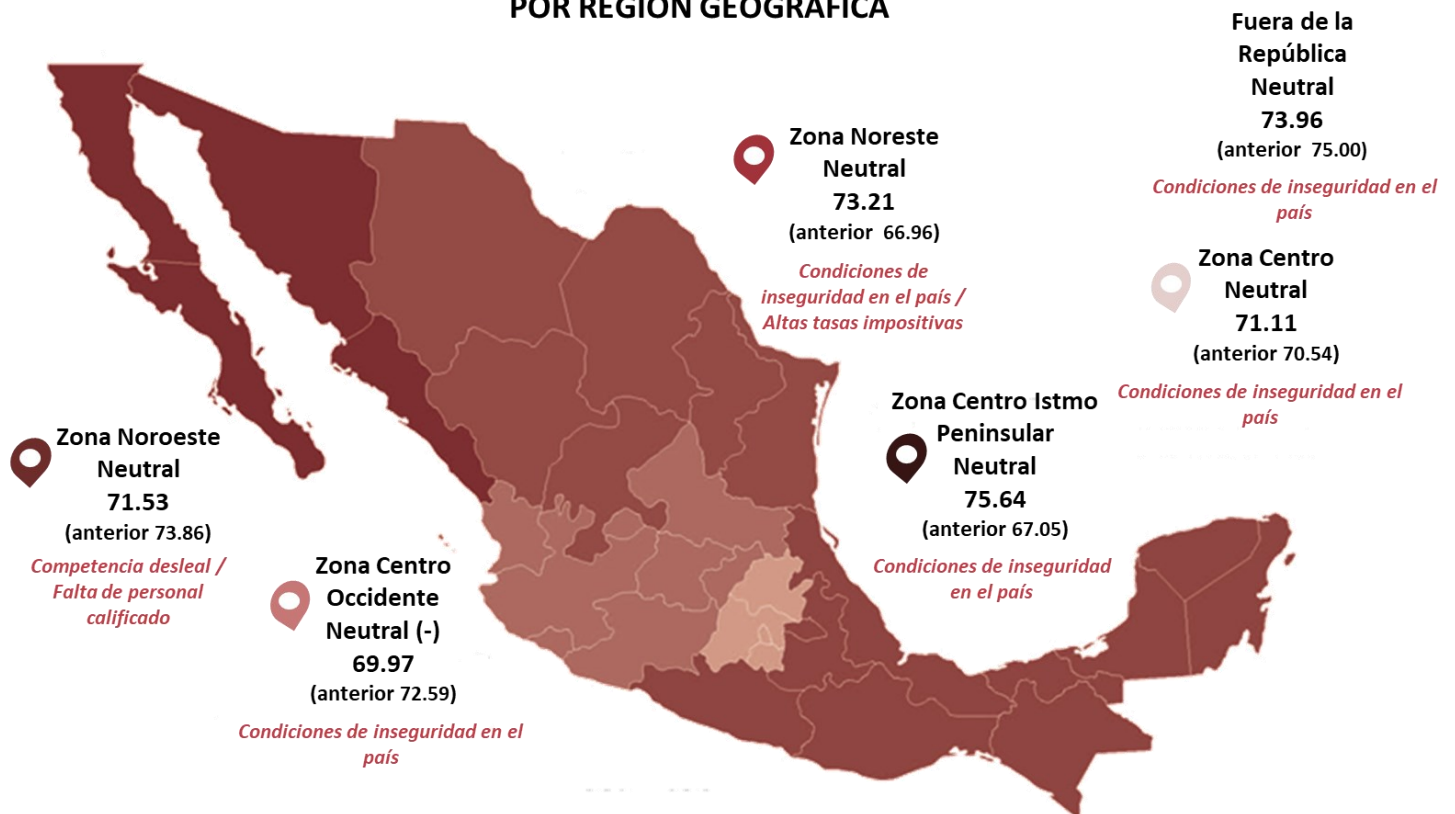 POR REGIÓN GEOGRÁFICA
Fuera de la
República
Neutral
73.96
(anterior 75.00)
Condiciones de inseguridad en el
país
Zona Noreste
Neutral
73.21
(anterior 66.96)
Condiciones de
inseguridad en el país /
Altas tasas impositivas
Zona Centro
Neutral
71.11
(anterior 70.54)
Condiciones de inseguridad en el
país
Zona Centro Istmo
Peninsular
Neutral
75.64
(anterior 67.05)
Condiciones de inseguridad
en el país
Zona Noroeste
Neutral
71.53
(anterior 73.86)
Competencia desleal /
Falta de personal
calificado
Zona Centro
Occidente
Neutral (-)
69.97
(anterior 72.59)
Condiciones de inseguridad en el
país